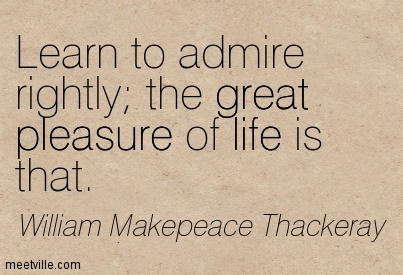 Learn to admire
rightly; the great
pleasure of life is
that.
William Makepeace Thackeray
meetville.com